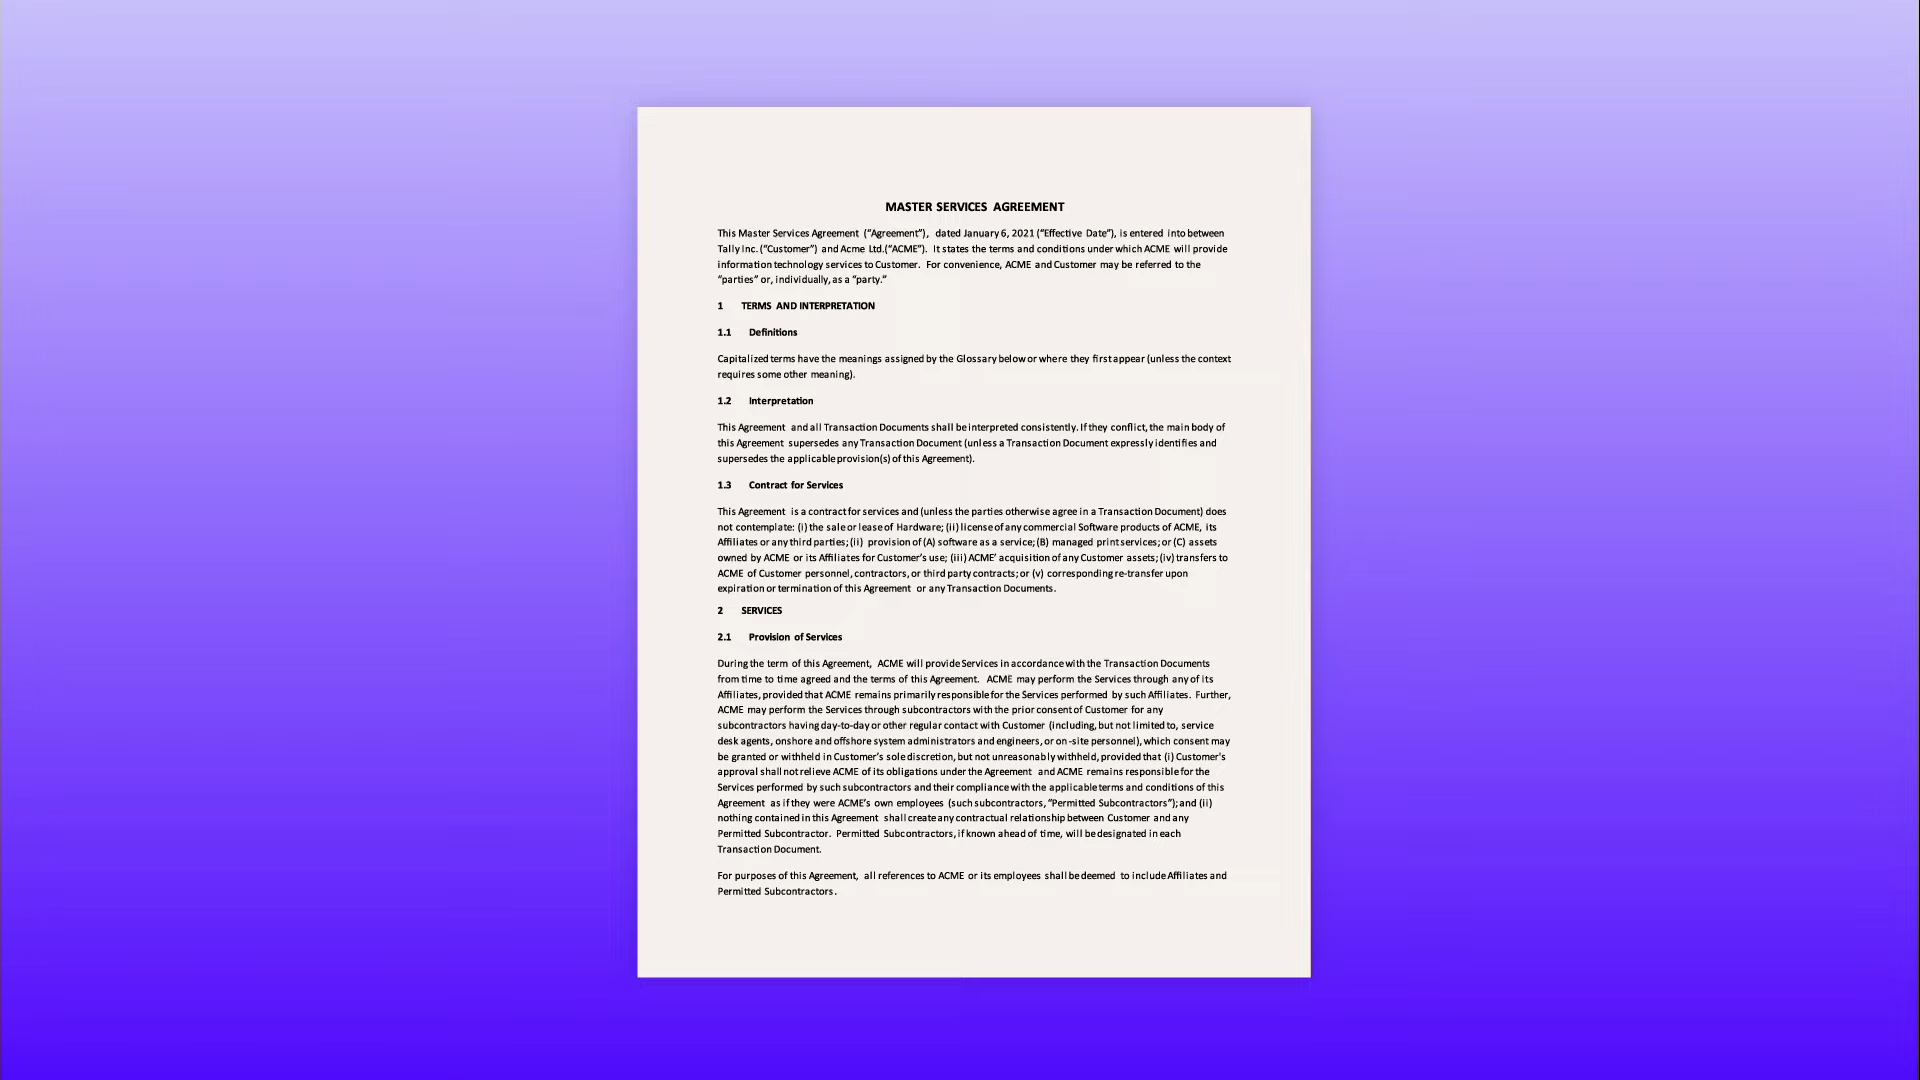 MASTER SERVICES AGREEMENT
This Master Services Agreement (“Agreement”), dated January 6, 2021 (“Effective Date”), is entered into between
Tally Inc. (“Customer”) and Acme Ltd.(“ACME”). It states the terms and conditions under which ACME will provide
information technology services to Customer. For convenience, ACME and Customer may be referred to the
“parties” or, individually, as a “party.”
1 TERMS AND INTERPRETATION
1.1 Definitions
Capitalized terms have the meanings assigned by the Glossary below or where they first appear (unless the context
requires some other meaning).
1.2 Interpretation
This Agreement and all Transaction Documents shall be interpreted consistently. If they conflict, the main body of
this Agreement supersedes any Transaction Document (unless a Transaction Document expressly identifies and
supersedes the applicable provision(s) of this Agreement).
1.3 Contract for Services
This Agreement is a contract for services and (unless the parties otherwise agree in a Transaction Document) does
not contemplate: (i) the sale or lease of Hardware; (ii) license of any commercial Software products of ACME, its
Affiliates or any third parties; (ii) provision of (A) software as a service; (B) managed print services; or (C) assets
owned by ACME or its Affiliates for Customer’s use; (iii) ACME’ acquisition of any Customer assets; (iv) transfers to
ACME of Customer personnel, contractors, or third party contracts; or (v) corresponding re-transfer upon
expiration or termination of this Agreement or any Transaction Documents.
2 SERVICES
2.1 Provision of Services
During the term of this Agreement, ACME will provide Services in accordance with the Transaction Documents
from time to time agreed and the terms of this Agreement. ACME may perform the Services through any of its
Affiliates, provided that ACME remains primarily responsible for the Services performed by such Affiliates. Further,
ACME may perform the Services through subcontractors with the prior consent of Customer for any
subcontractors having day-to-day or other regular contact with Customer (including, but not limited to, service
desk agents, onshore and offshore system administrators and engineers, or on-site personnel), which consent may
be granted or withheld in Customer’s sole discretion, but not unreasonably withheld, provided that (i) Customer's
approval shall not relieve ACME of its obligations under the Agreement and ACME remains responsible for the
Services performed by such subcontractors and their compliance with the applicable terms and conditions of this
Agreement as if they were ACME’s own employees (such subcontractors, “Permitted Subcontractors”); and (ii)
nothing contained in this Agreement shall create any contractual relationship between Customer and any
Permitted Subcontractor. Permitted Subcontractors, if known ahead of time, will be designated in each
Transaction Document.
For purposes of this Agreement, all references to ACME or its employees shall be deemed to include Affiliates and
Permitted Subcontractors.